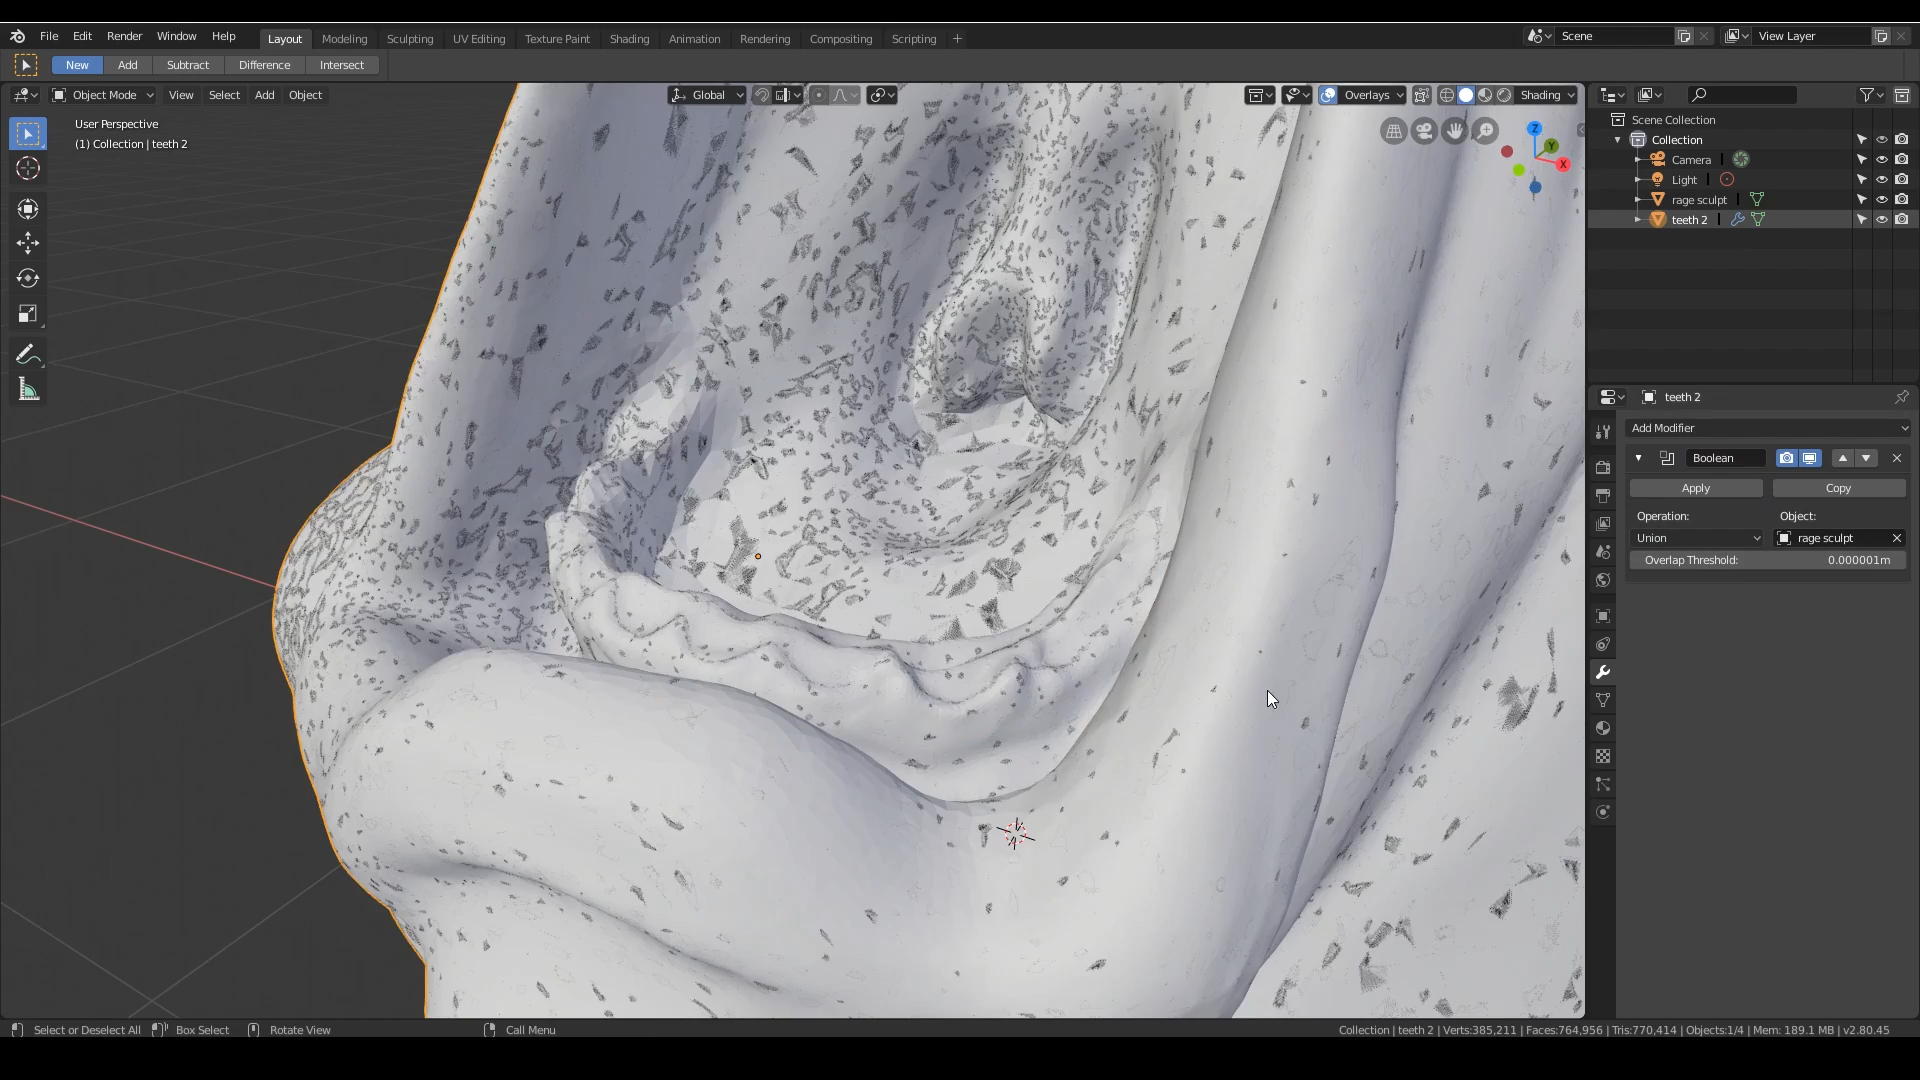 File Edit Render Window Help Layout Modeling Sculpting UV Editing Texture Paint Shading Animation Rendering Compositing Scripting + Scene View Layer
New Add Subtract Difference Intersect
Object Mode View Select Add Object Global Overlays Shading
User Perspective
(1) Collection | teeth 2
Z
Y
X
Scene Collection
Collection
Camera
Light
rage sculpt
teeth 2
teeth 2
Add Modifier
Boolean
Apply Copy
Operation: Object:
Union rage sculpt
Overlap Threshold: 0.000001m
Select or Deselect All Box Select Rotate View Call Menu Collection | teeth 2 | Verts:385,211 | Faces:764,956 | Tris:770,414 | Objects:1/4 | Mem: 189.1 MB | v2.80.45